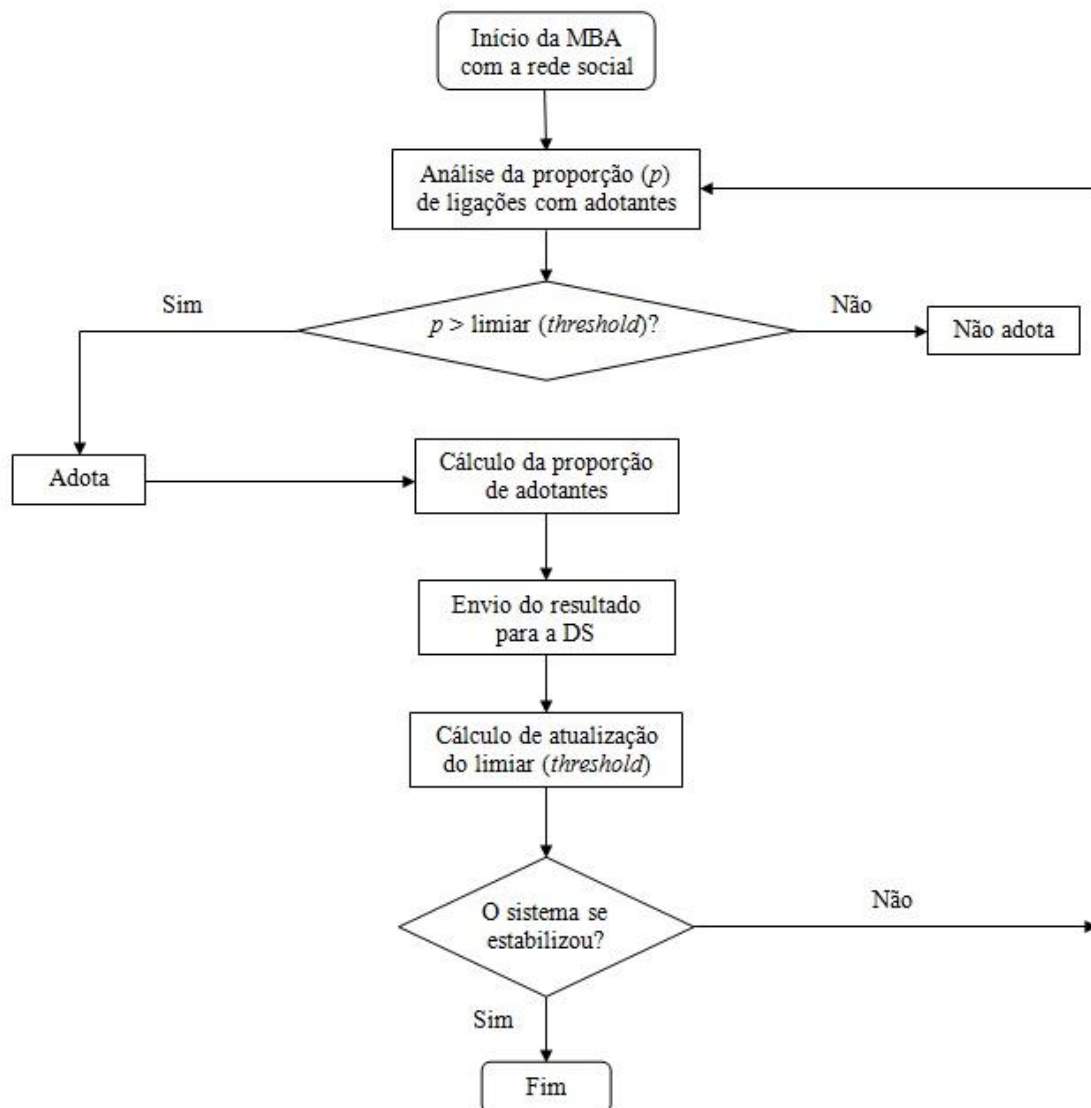 Início da MBA
com a rede social
Análise da proporção (p)
de ligações com adotantes
Sim
p > limiar (threshold)?
Não
Não adota
Adota
Cálculo da proporção
de adotantes
Envio do resultado
para a DS
Cálculo de atualização
do limiar (threshold)
O sistema se
estabilizou?
Não
Sim
Fim